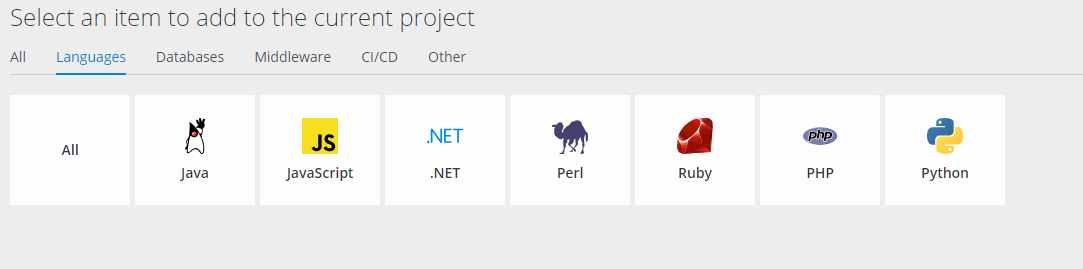 Select an item to add to the current project
All Languages Databases Middleware CI/CD Other
JS .NET php
All Java JavaScript .NET Perl Ruby PHP Python